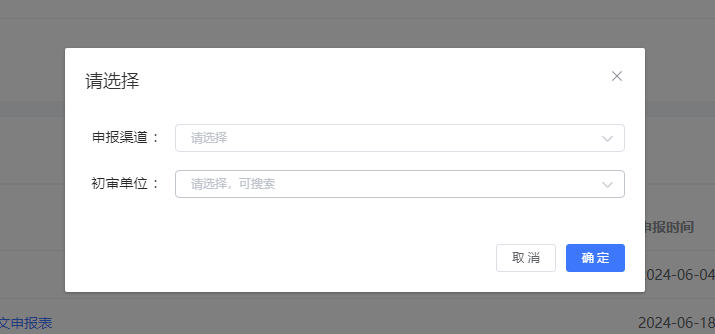 请选择
申报渠道：
请选择
初审单位：
请选择，可搜索
取消
确定
申报时间
2024-06-04
文申报表
2024-06-18